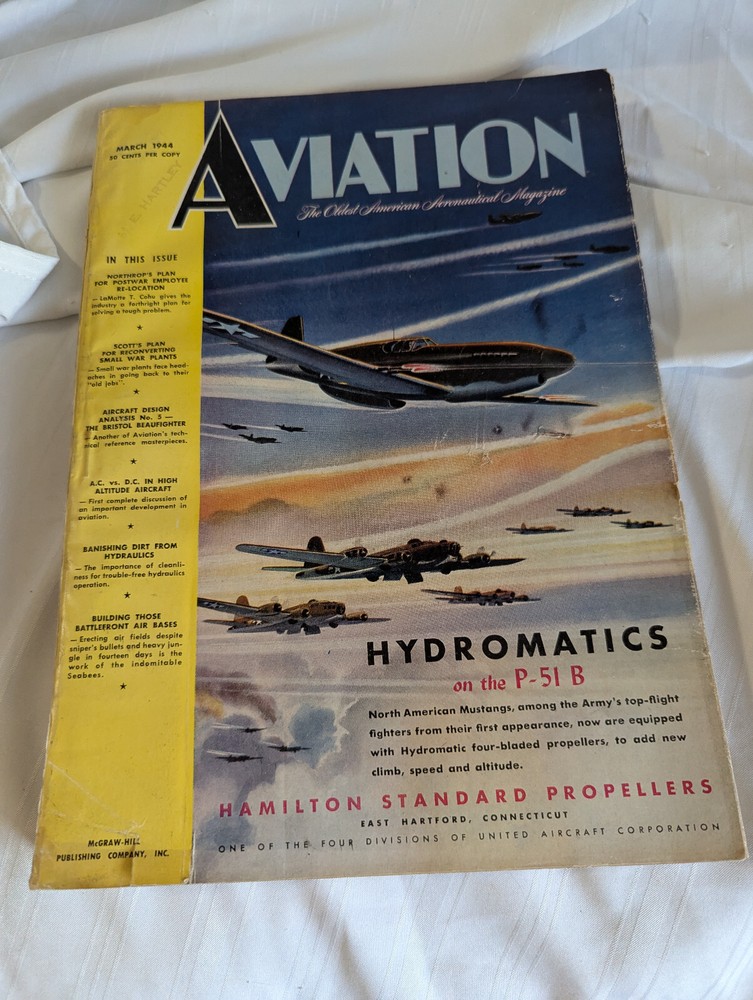 MARCH 1944
50 CENTS PER COPY
AVIATION
The Oldest American Aeronautical Magazine
E. HARTLEY
IN THIS ISSUE
NORTHROP'S PLAN
FOR POSTWAR EMPLOYEE
RE-LOCATION
— LaMotte T. Cohu gives the
industry a forthright plan for
solving a tough problem.
SCOTT'S PLAN
FOR RECONVERTING
SMALL WAR PLANTS
— Small war plants face head-
aches in going back to their
"old jobs".
AIRCRAFT DESIGN
ANALYSIS No. 5 —
THE BRISTOL BEAUFIGHTER
— Another of Aviation's tech-
nical reference masterpieces.
A.C. vs. D.C. IN HIGH
ALTITUDE AIRCRAFT
— First complete discussion of
an important development in
aviation.
BANISHING DIRT FROM
HYDRAULICS
— The importance of cleanli-
ness for trouble-free hydraulics
operation.
BUILDING THOSE
BATTLEFRONT AIR BASES
— Erecting air fields despite
sniper's bullets and heavy jun-
gle in fourteen days is the
work of the indomitable
Seabees.
McGRAW-HILL
PUBLISHING COMPANY, INC.
HYDROMATICS
on the P-51 B
North American Mustangs, among the Army's top-flight
fighters from their first appearance, now are equipped
with Hydromatic four-bladed propellers, to add new
climb, speed and altitude.
HAMILTON STANDARD PROPELLERS
EAST HARTFORD, CONNECTICUT
ONE OF THE FOUR DIVISIONS OF UNITED AIRCRAFT CORPORATION